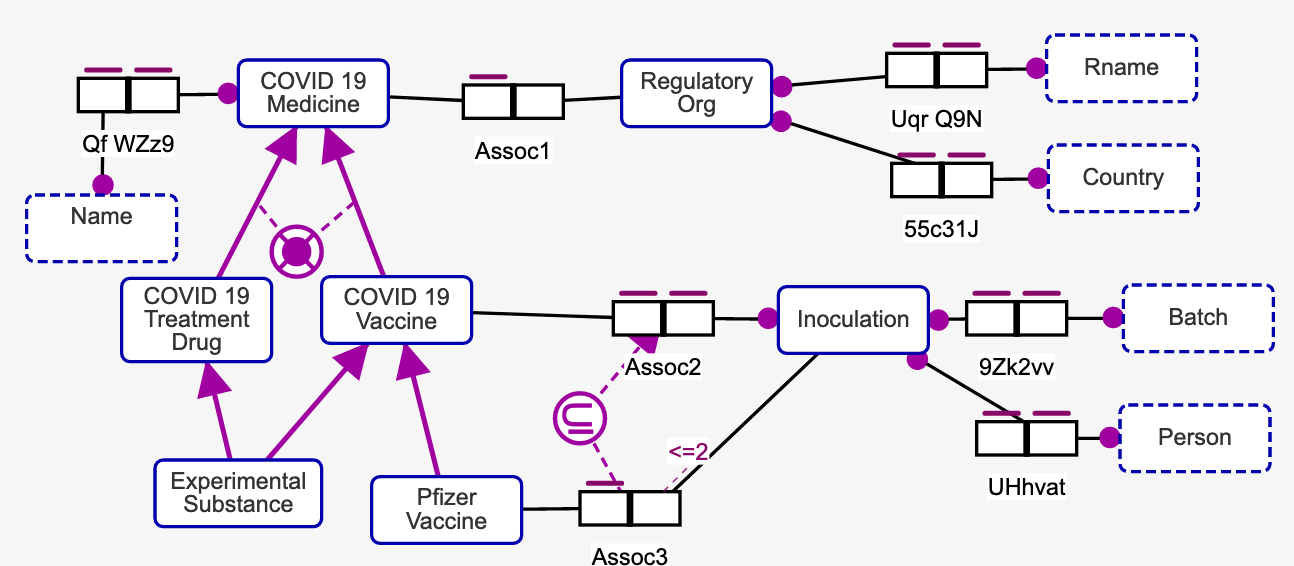 COVID 19
Medicine
Regulatory
Org
Rname
Uqr Q9N
Qf WZz9
Assoc1
Country
55c31J
Name
COVID 19
Treatment
Drug
COVID 19
Vaccine
Inoculation
Batch
Assoc2
9Zk2vv
<=2
Person
Experimental
Substance
Pfizer
Vaccine
UHhvat
Assoc3